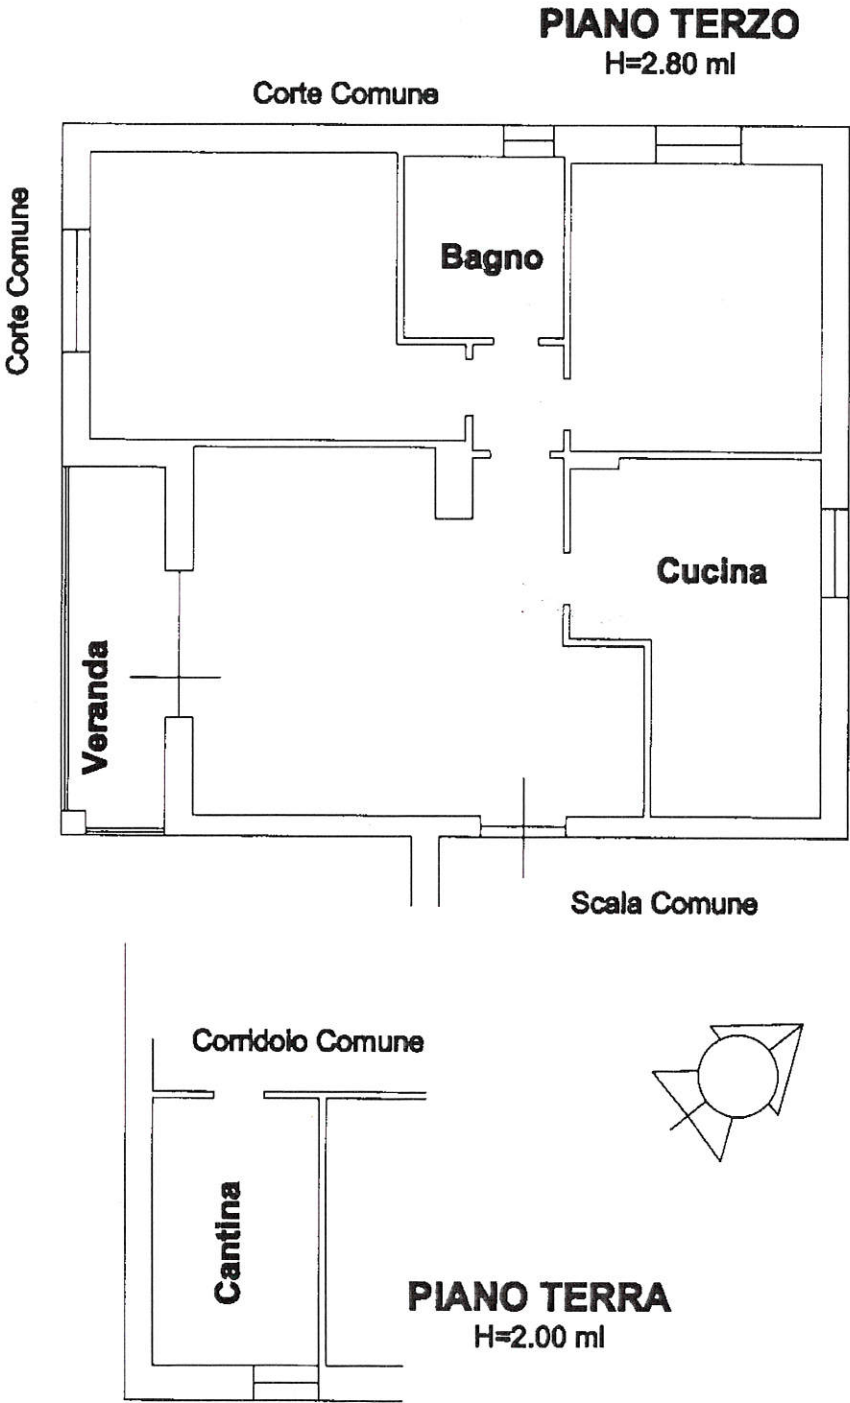 PIANO TERZO
H=2.80 ml
Corte Comune
Corte Comune
Bagno
Cucina
Veranda
Scala Comune
Corridoio Comune
Cantina
PIANO TERRA
H=2.00 ml